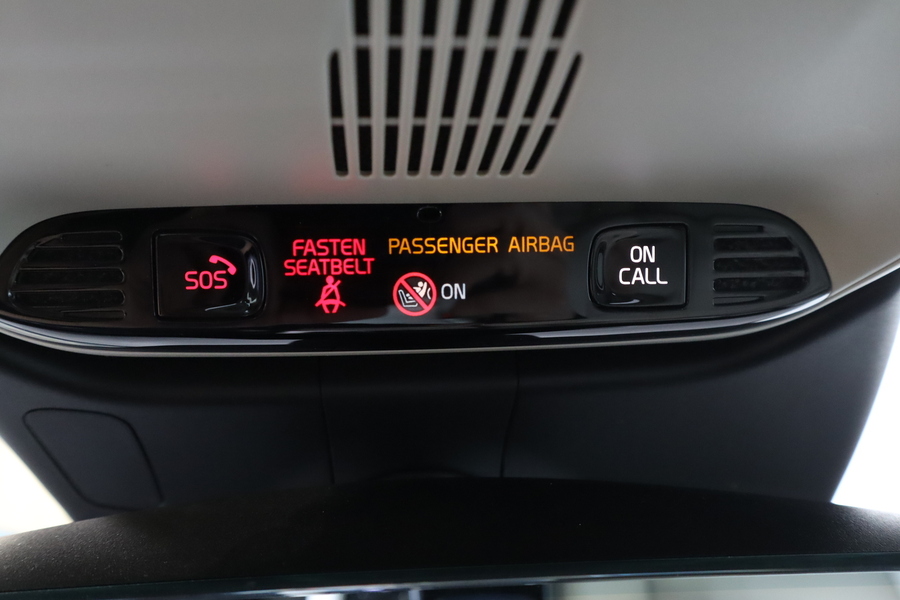 SOS
FASTEN
SEATBELT
PASSENGER AIRBAG
ON
ON
CALL